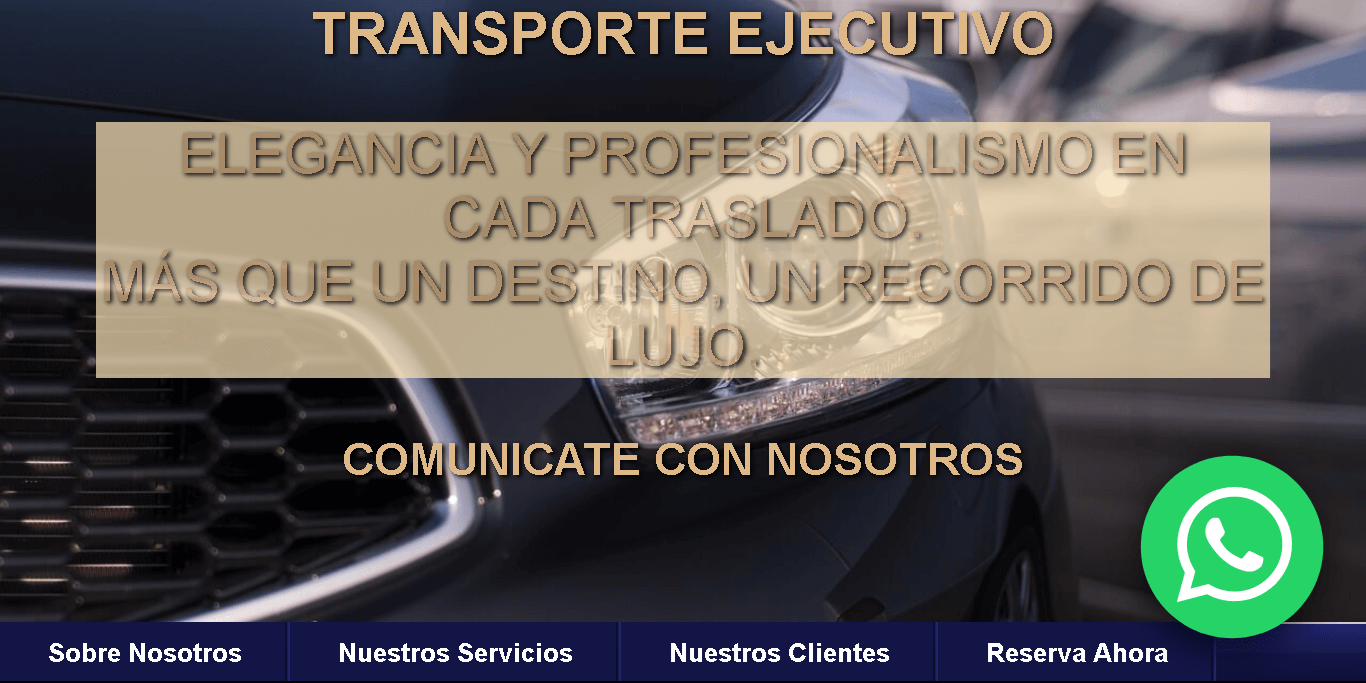 TRANSPORTE EJECUTIVO
ELEGANCIA Y PROFESIONALISMO EN
CADA TRASLADO.
MÁS QUE UN DESTINO, UN RECORRIDO DE
LUJO.
COMUNICATE CON NOSOTROS
Sobre Nosotros
Nuestros Servicios
Nuestros Clientes
Reserva Ahora